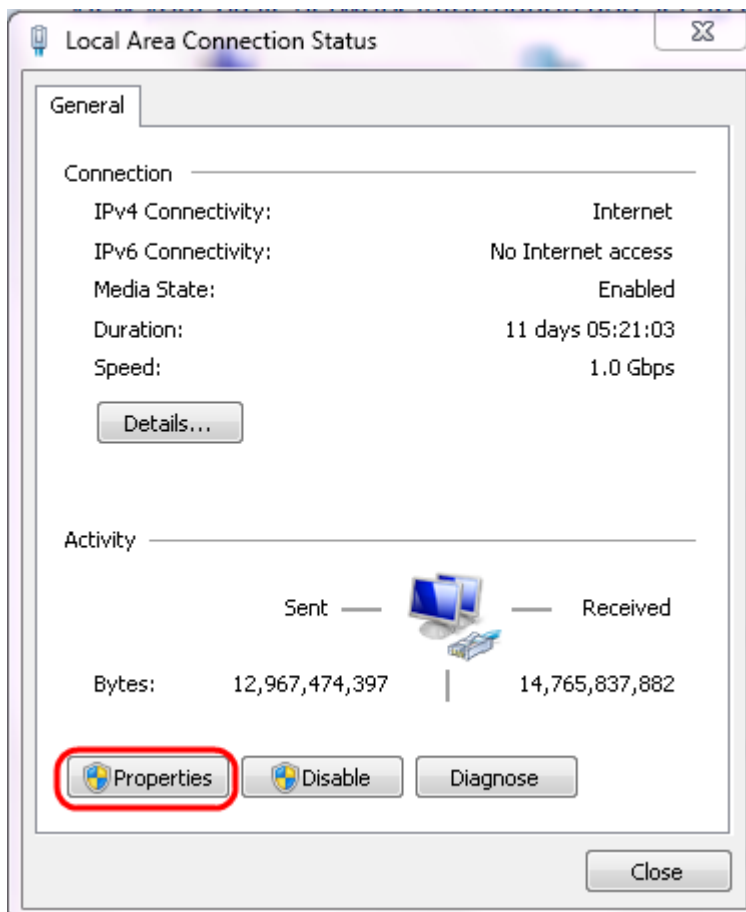 Local Area Connection Status
General
Connection
IPv4 Connectivity: Internet
IPv6 Connectivity: No Internet access
Media State: Enabled
Duration: 11 days 05:21:03
Speed: 1.0 Gbps
Details...
Activity
Sent Received
Bytes: 12,967,474,397 14,765,837,882
Properties Disable Diagnose
Close